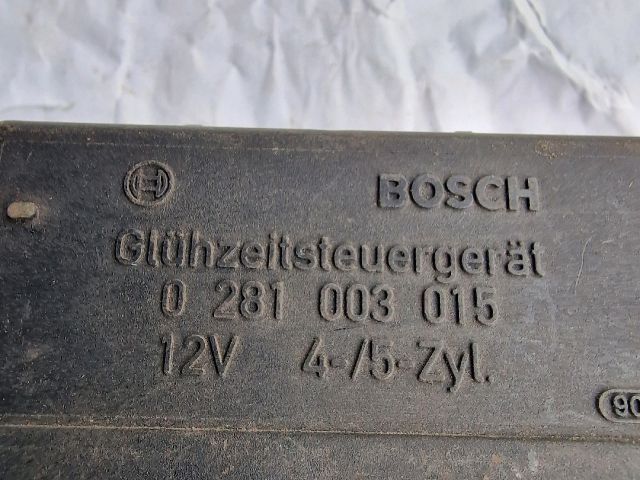 BOSCH
Glühzeitsteuergerät
0 281 003 015
12V 4-/5-Zyl.